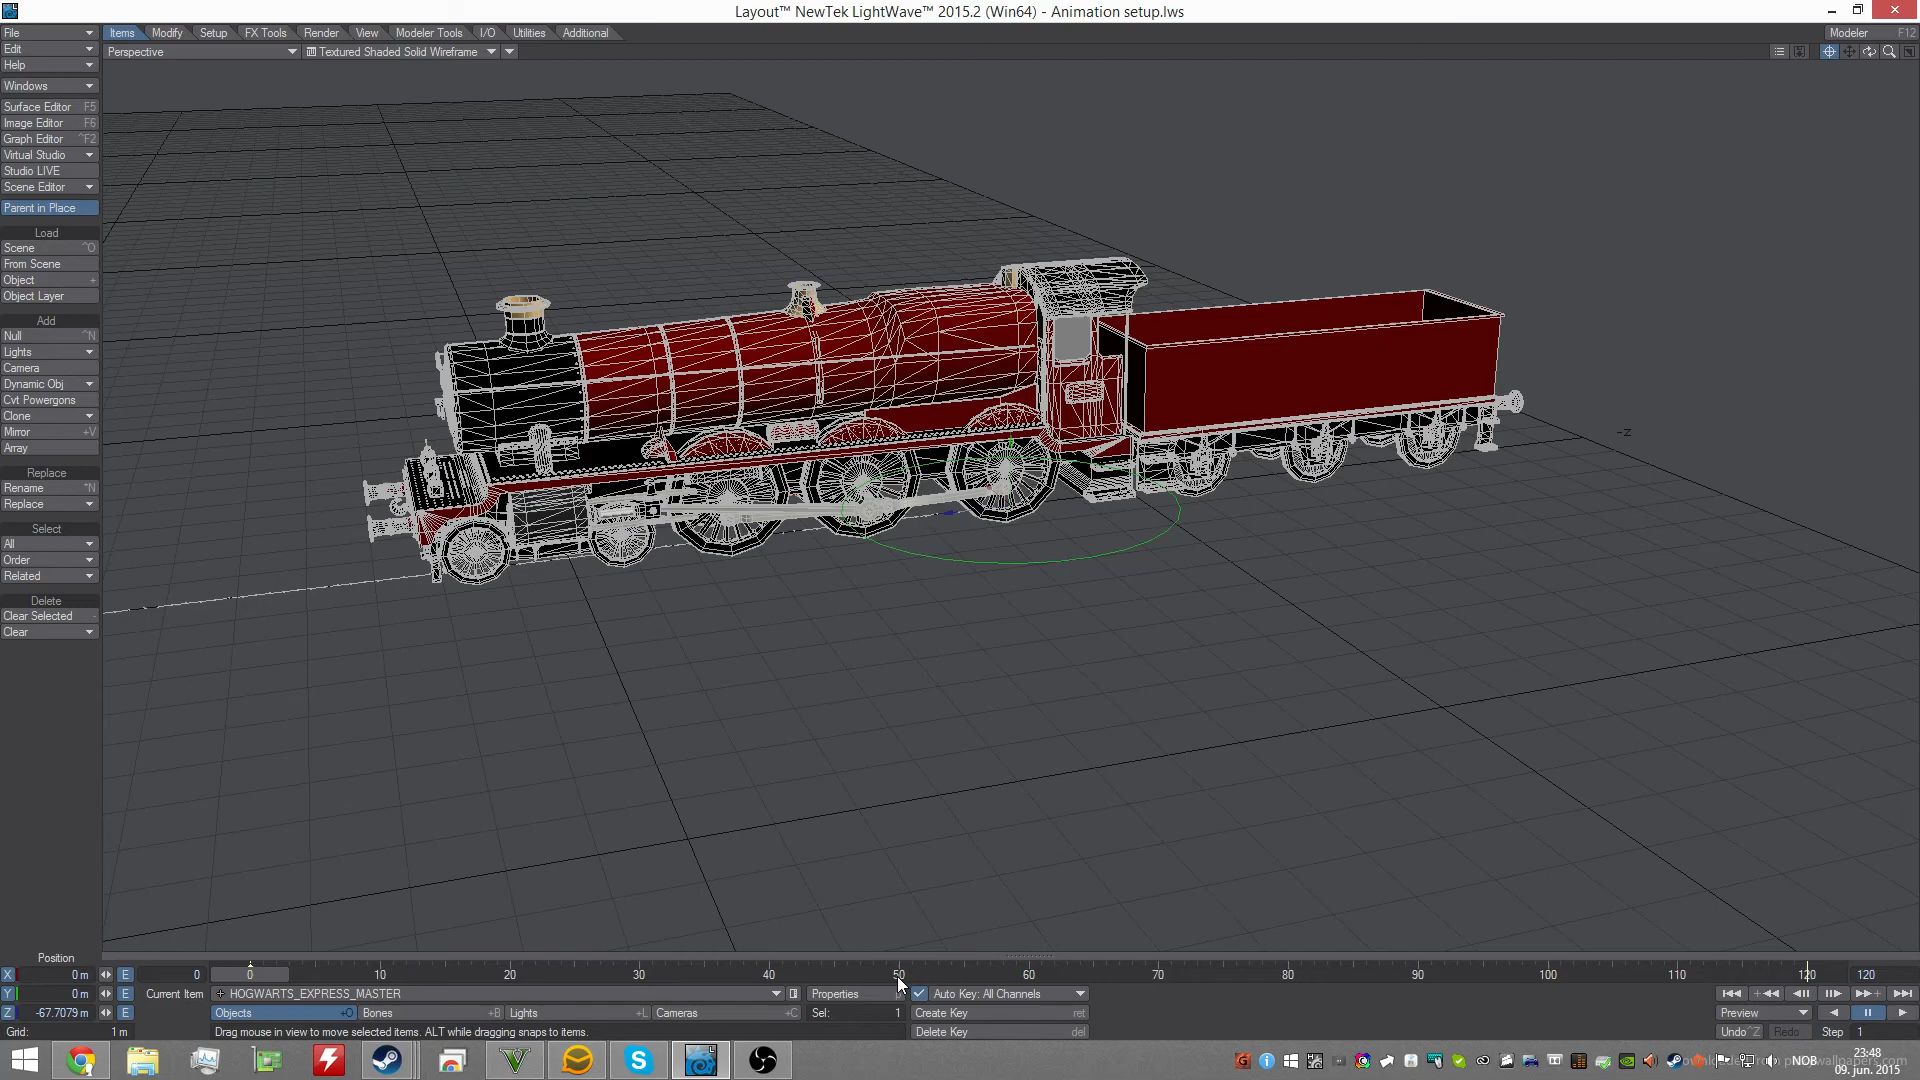 Layout™ NewTek LightWave™ 2015.2 (Win64) - Animation setup.lws
File Items Modify Setup FX Tools Render View Modeler Tools I/O Utilities Additional Modeler F12
Edit Perspective Textured Shaded Solid Wireframe
Help
Windows
Surface Editor F5
Image Editor F6
Graph Editor ^F2
Virtual Studio
Studio LIVE
Scene Editor
Parent in Place
Load
Scene ^O
From Scene
Object +
Object Layer
Add
Null ^N
Lights
Camera
Dynamic Obj
Cvt Powergons
Clone
Mirror +V
Array
Replace
Rename "N
Replace
Select
All
Order
Related
Delete
Clear Selected -
Clear
-Z
Position
X 0 m E 0 0 10 20 30 40 50 60 70 80 90 100 110 120 120
Y 0 m E Current Item + HOGWARTS_EXPRESS_MASTER Properties p Auto Key: All Channels
Z -67.7079 m E Objects +O Bones +B Lights +L Cameras +C Sel: 1 Create Key ret Preview
Grid: 1 m Drag mouse in view to move selected items. ALT while dragging snaps to items. Delete Key del Undo ^Z Redo Step 1
NOB 23:48
09. jun. 2015